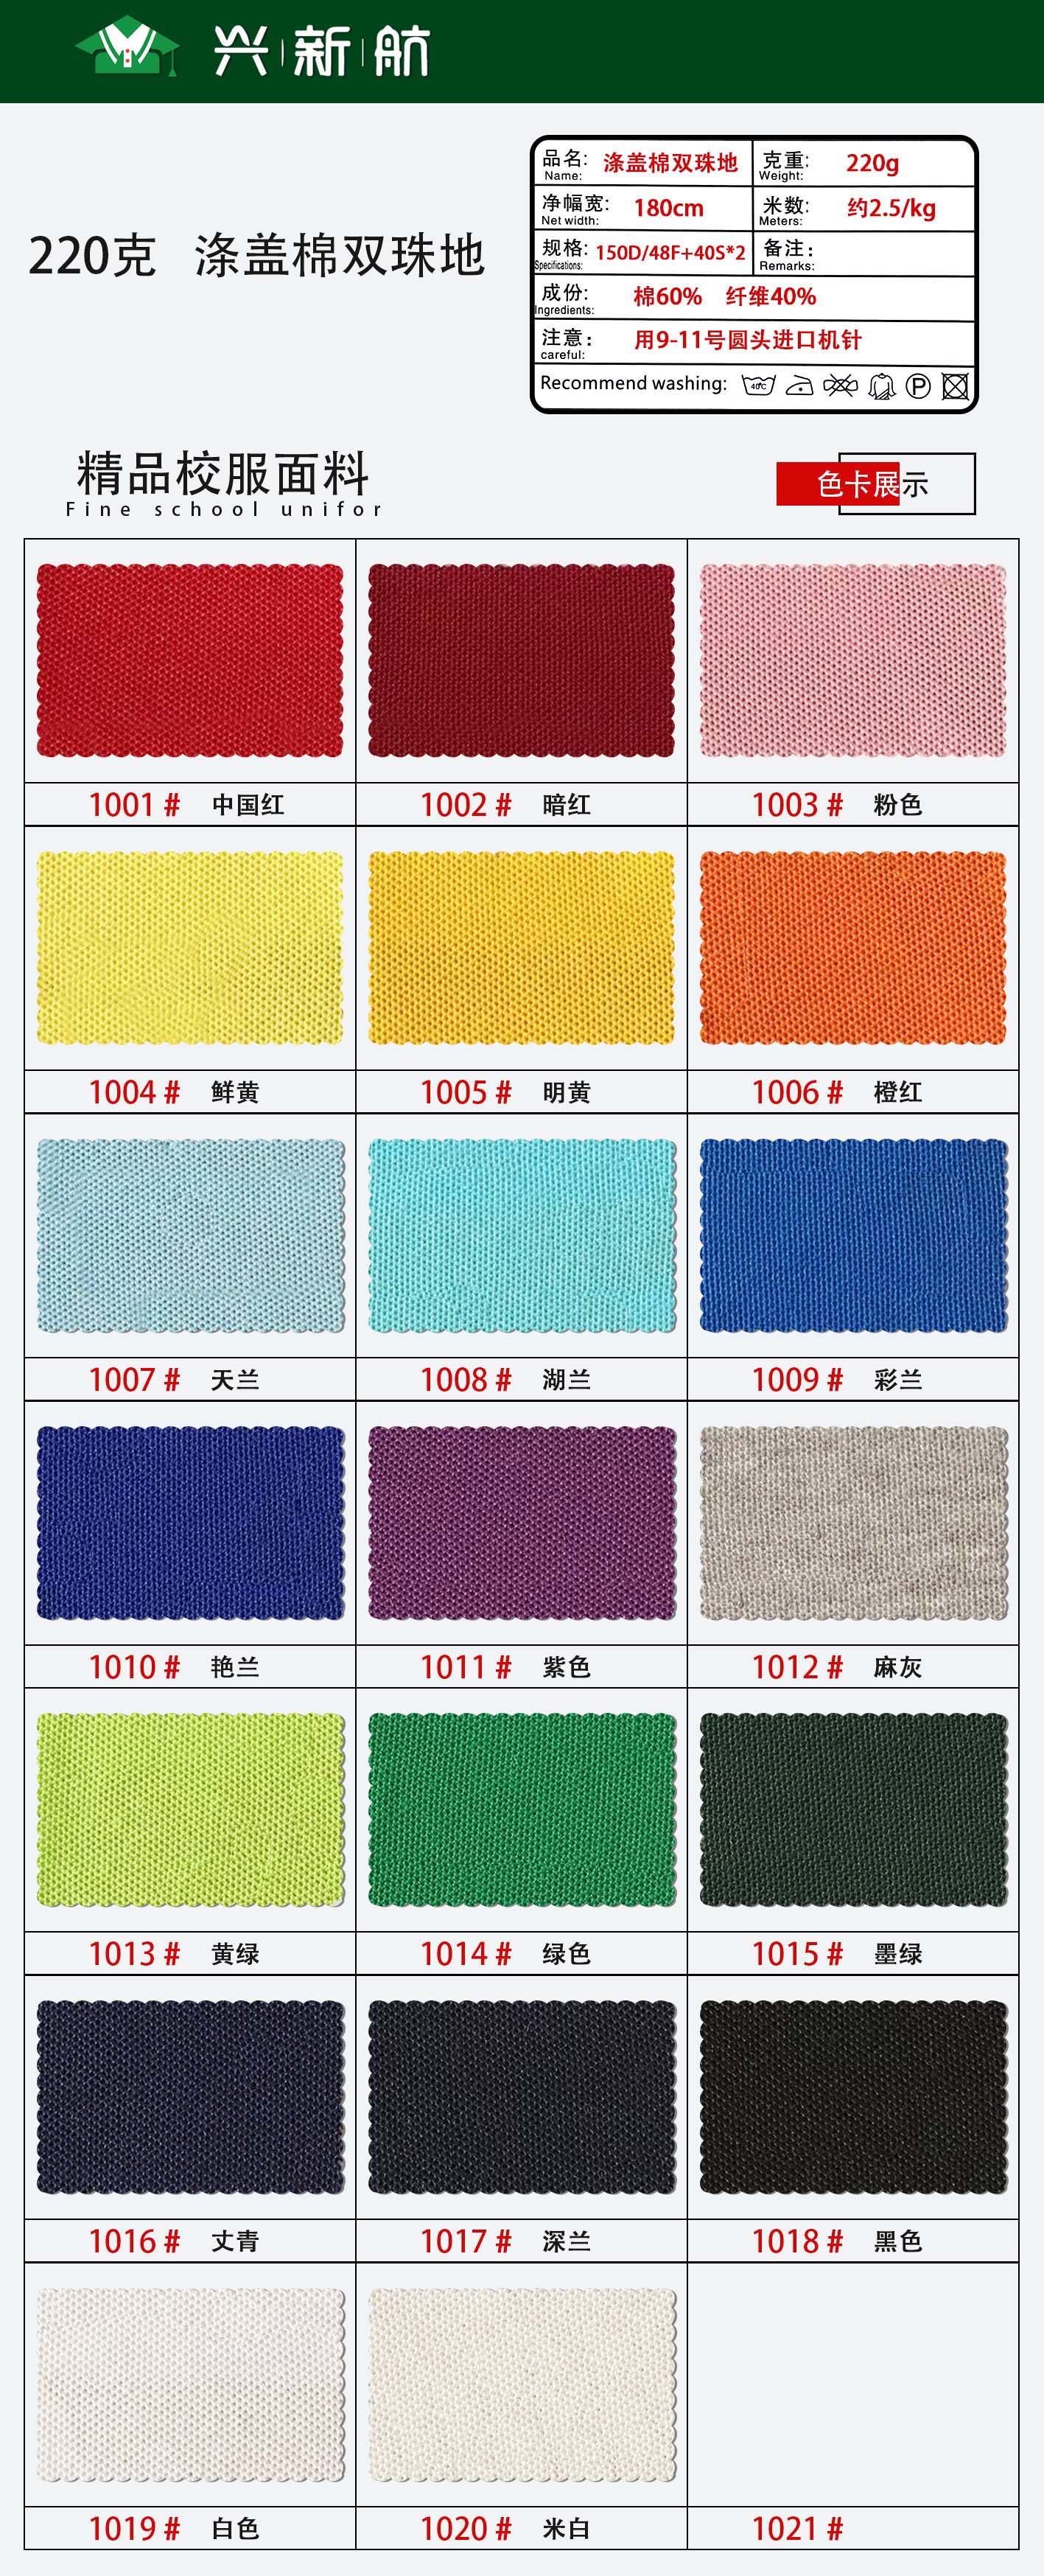 兴新航
220克 涤盖棉双珠地
品名: 涤盖棉双珠地 克重: 220g
Name: Weight:
净幅宽: 180cm 米数: 约2.5/kg
Net width: Meters:
规格: 150D/48F+40S*2 备注:
Specifications: Remarks:
成份: 棉60% 纤维40%
Ingredients:
注意: 用9-11号圆头进口机针
careful:
Recommend washing: 40℃ P
精品校服面料
Fine school unifor
色卡展示
1001 # 中国红 1002 # 暗红 1003 # 粉色
1004 # 鲜黄 1005 # 明黄 1006 # 橙红
1007 # 天兰 1008 # 湖兰 1009 # 彩兰
1010 # 艳兰 1011 # 紫色 1012 # 麻灰
1013 # 黄绿 1014 # 绿色 1015 # 墨绿
1016 # 丈青 1017 # 深兰 1018 # 黑色
1019 # 白色 1020 # 米白 1021 #